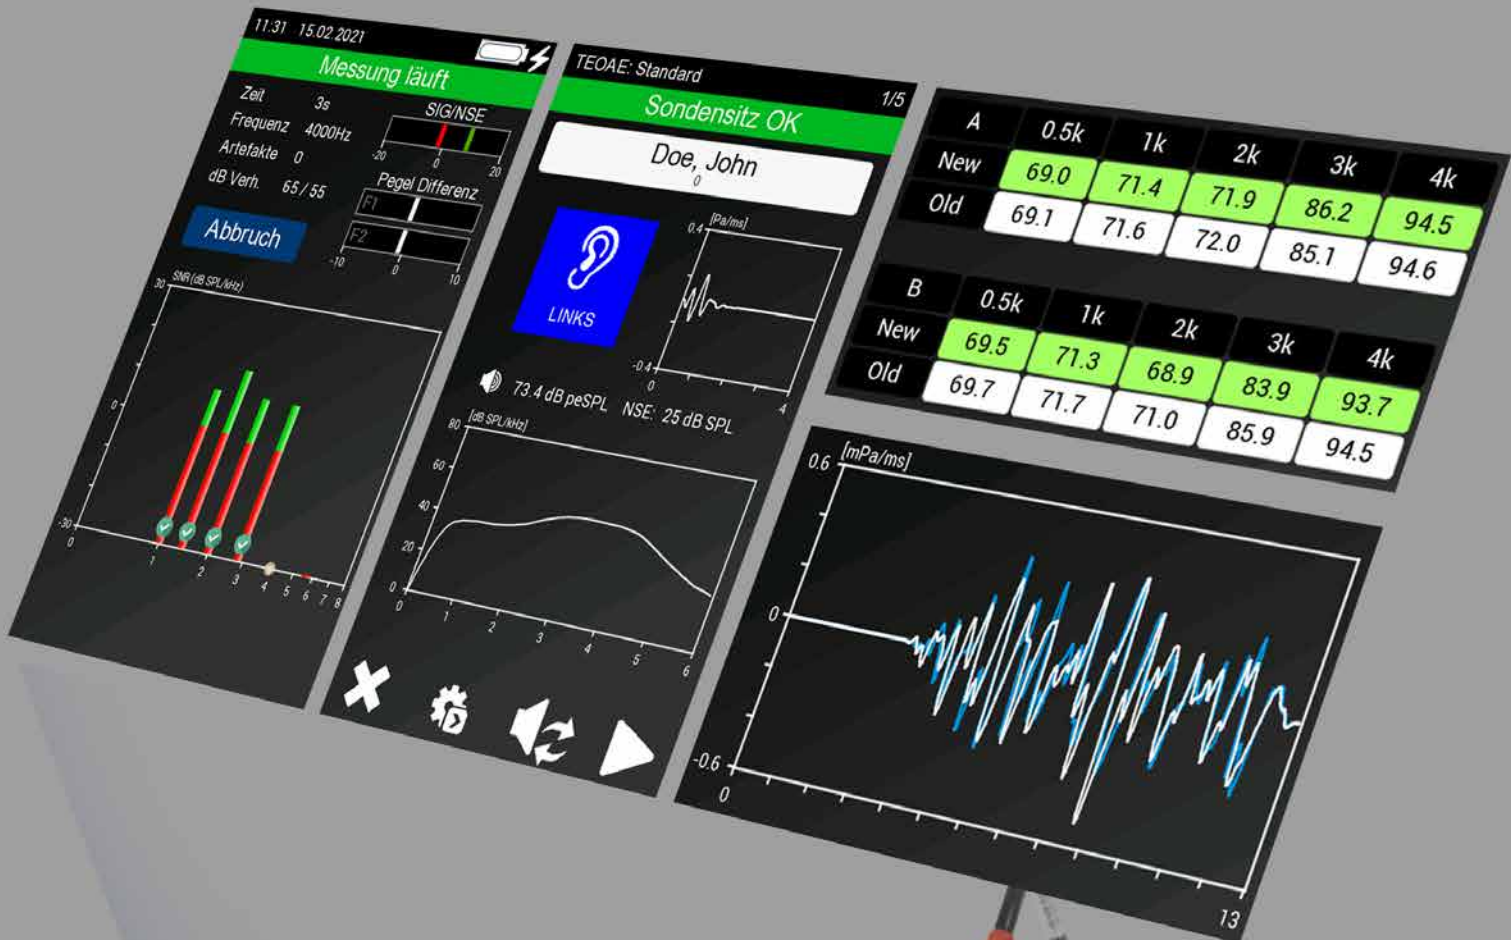 11:31 15.02.2021
Messung läuft
Zeit 3s
Frequenz 4000Hz
Artefakte 0
dB Verh. 65 / 55
SIG/NSE
-20 0 20
Pegel Differenz
F1
F2
-10 0 10
Abbruch
SNR (dB SPL/kHz)
30
0
-30
0 1 2 3 4 5 6 7 8
TEOAE: Standard 1/5
Sondensitz OK
Doe, John
0
LINKS
[Pa/ms]
0.4
-0.4
0 4
73.4 dB peSPL NSE: 25 dB SPL
[dB SPL/kHz]
80
60
40
20
0
0 1 2 3 4 5 6
A 0.5k 1k 2k 3k 4k
New 69.0 71.4 71.9 86.2 94.5
Old 69.1 71.6 72.0 85.1 94.6
B 0.5k 1k 2k 3k 4k
New 69.5 71.3 68.9 83.9 93.7
Old 69.7 71.7 71.0 85.9 94.5
[mPa/ms]
0.6
0
-0.6
0 13